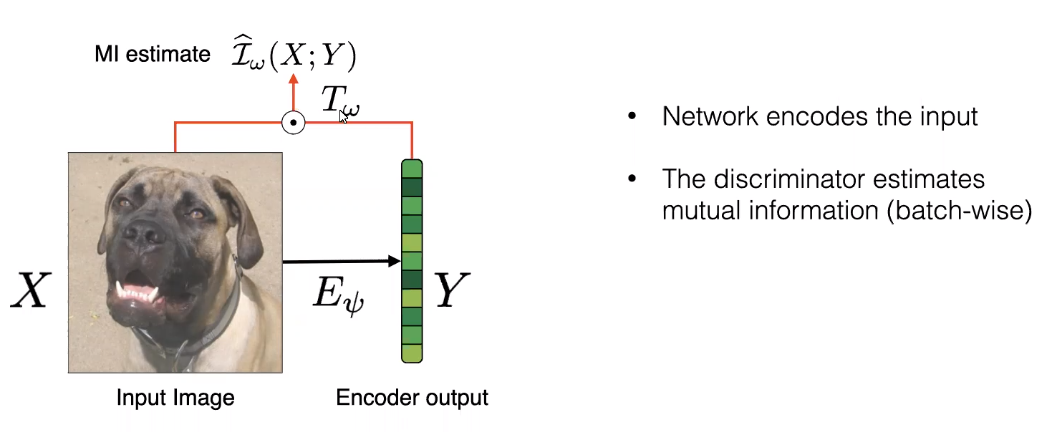 MI estimate $\widehat{\mathcal{I}}_{\omega}(X;Y)$
$T_{\omega}$
$X$
$E_{\psi}$
$Y$
Input Image
Encoder output
• Network encodes the input
• The discriminator estimates
mutual information (batch-wise)